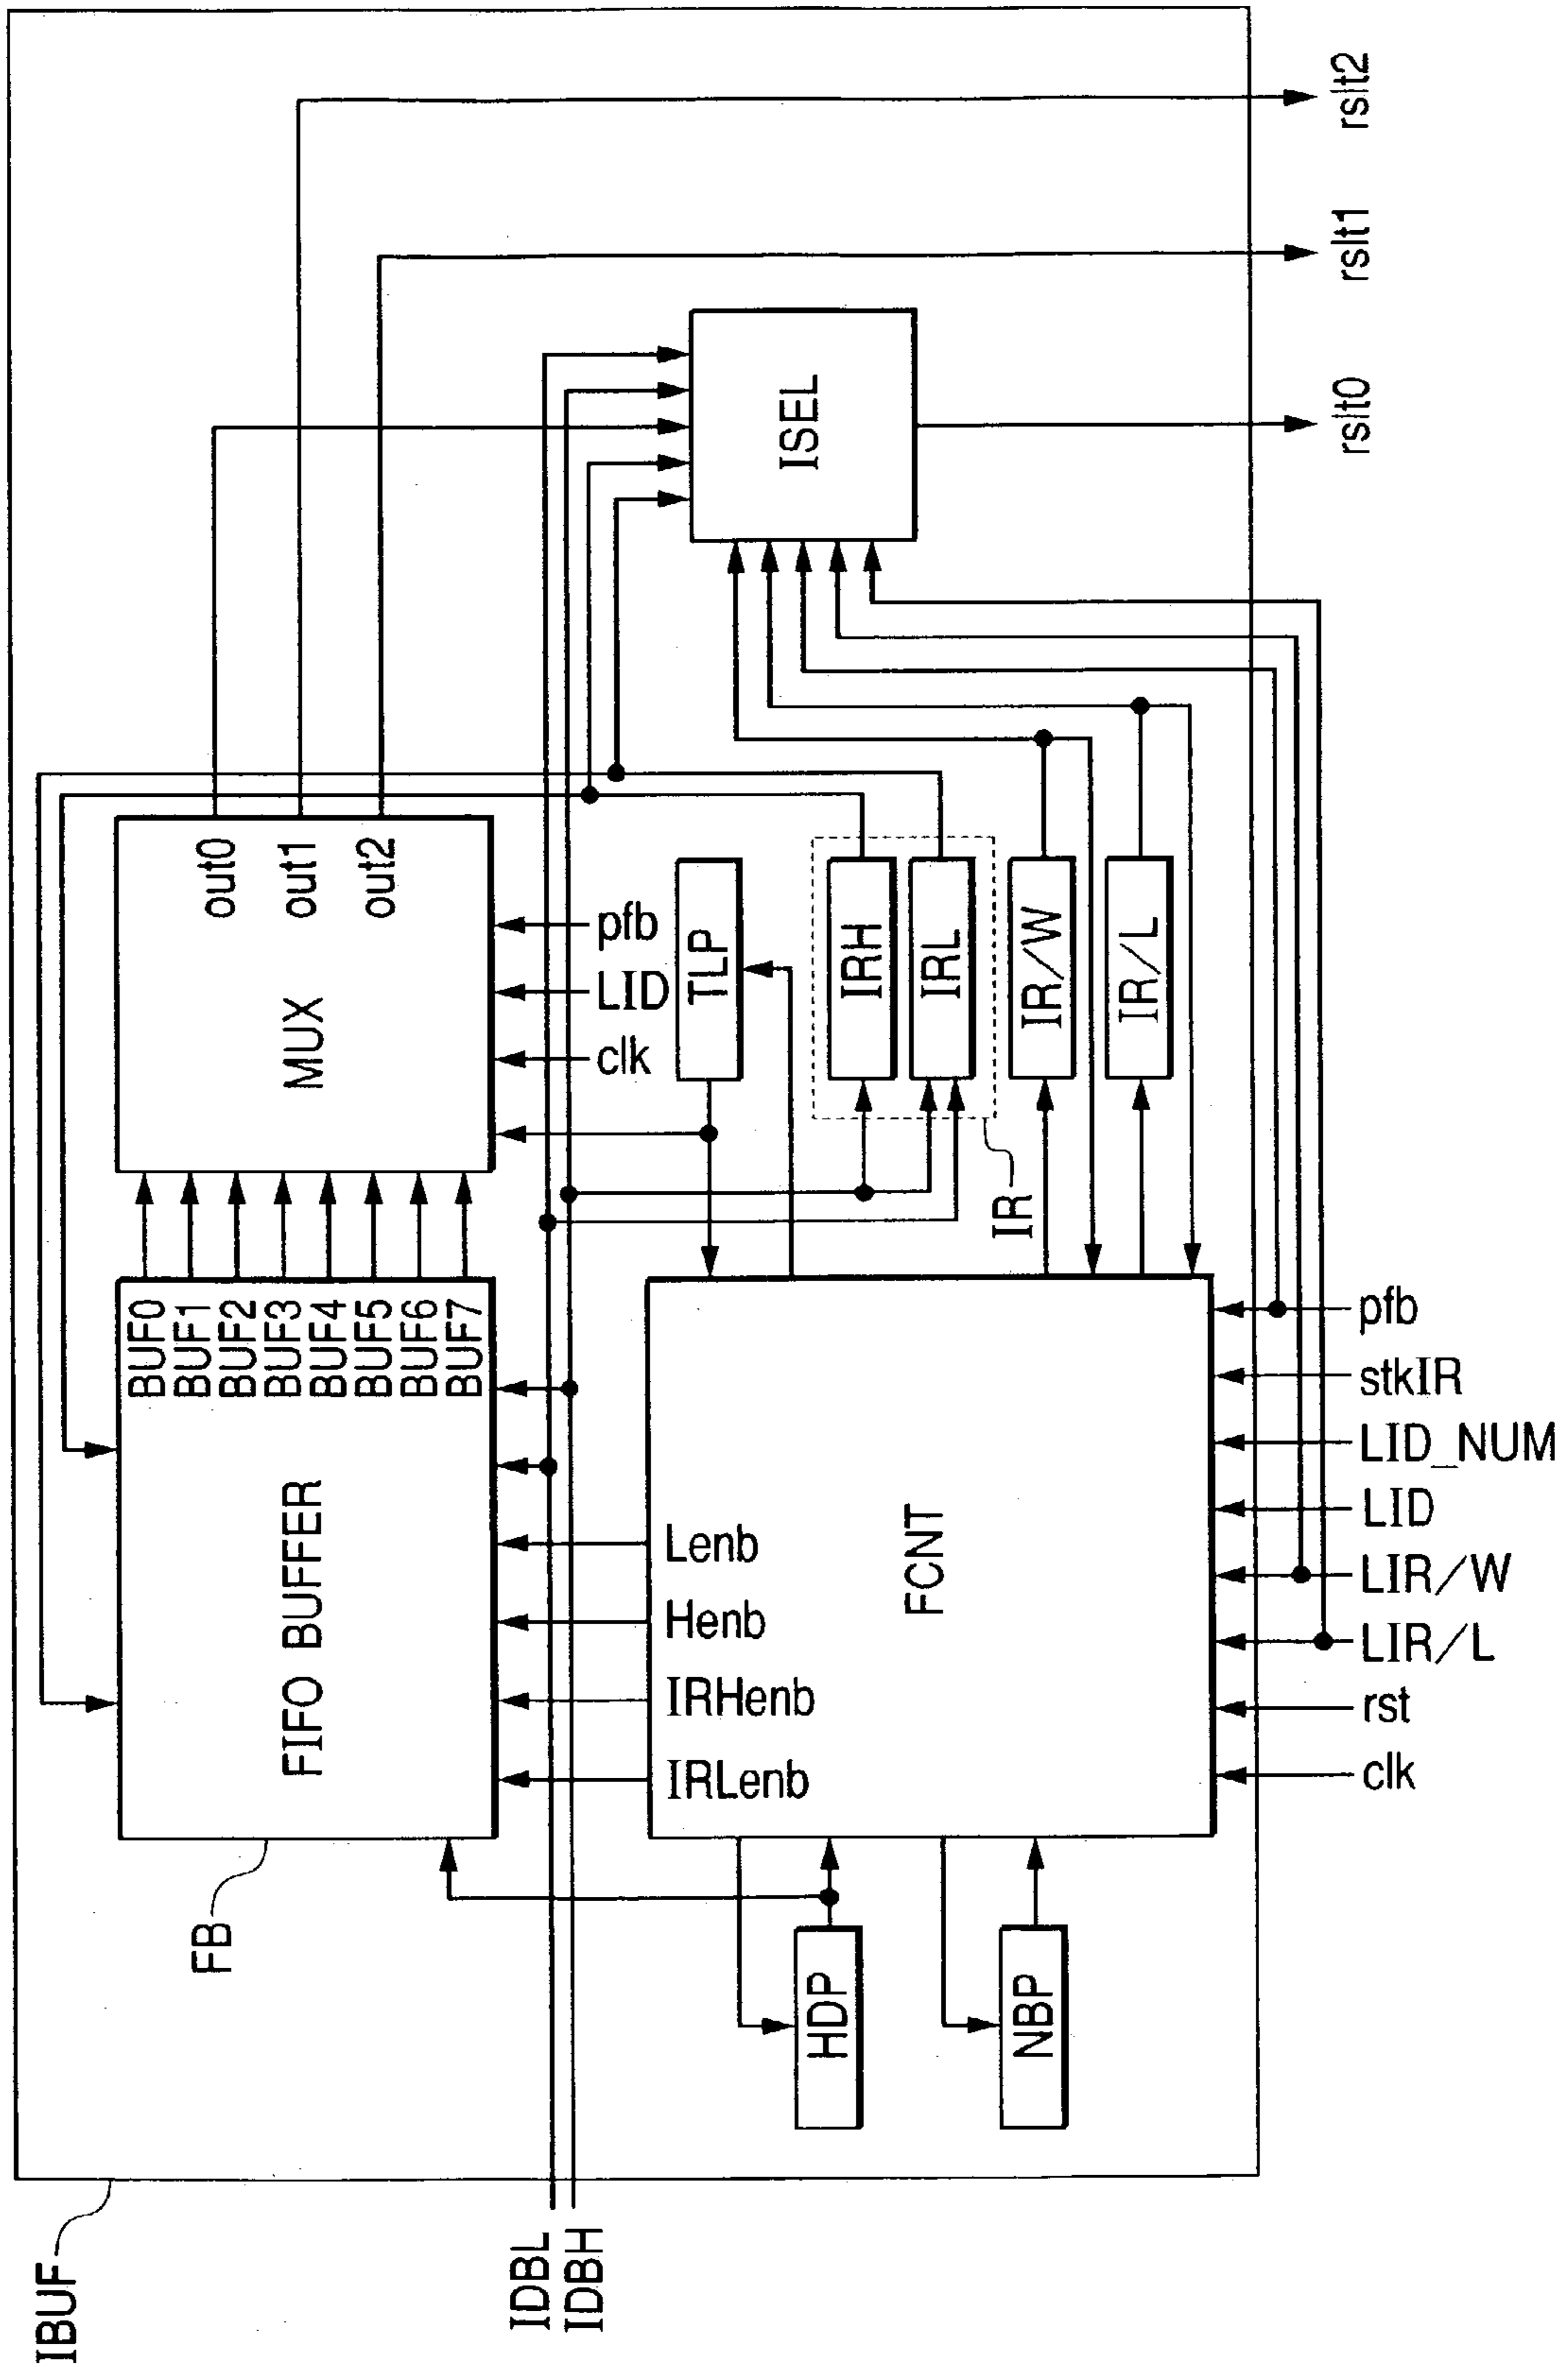 IBUF
FB
FIFO BUFFER
BUF0
BUF1
BUF2
BUF3
BUF4
BUF5
BUF6
BUF7
MUX
out0
out1
out2
clk
LID
pfb
IDBL
IDBH
IRLenb
IRHenb
Henb
Lenb
FCNT
HDP
NBP
TLP
IR
IRH
IRL
IR/W
IR/L
ISEL
clk
rst
LIR/L
LIR/W
LID
LID_NUM
stkIR
pfb
rslt0
rslt1
rslt2